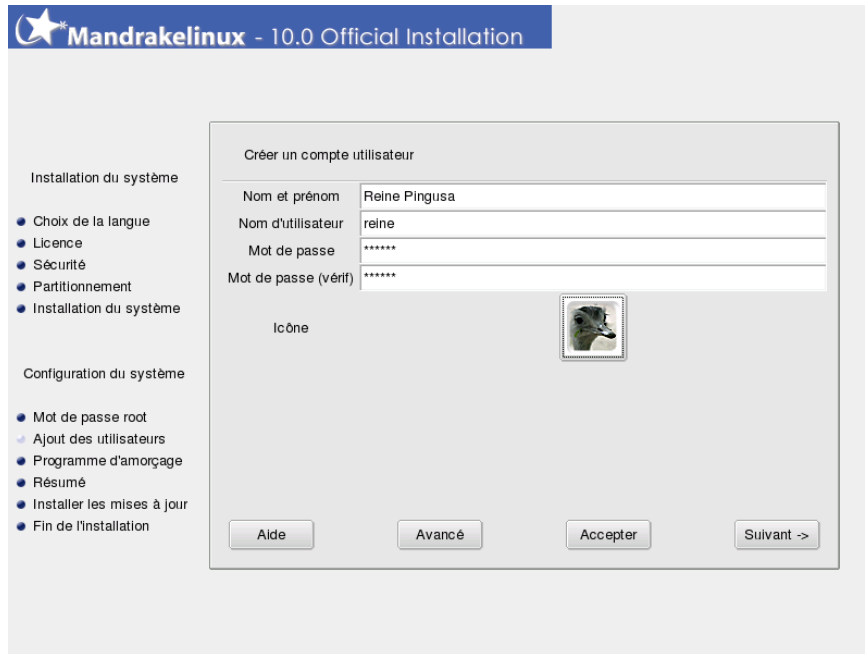 Mandrakelinux - 10.0 Official Installation
Installation du système
Choix de la langue
Licence
Sécurité
Partitionnement
Installation du système
Configuration du système
Mot de passe root
Ajout des utilisateurs
Programme d'amorçage
Résumé
Installer les mises à jour
Fin de l'installation
Créer un compte utilisateur
Nom et prénom Reine Pingusa
Nom d'utilisateur reine
Mot de passe ******
Mot de passe (vérif) ******
Icône
Aide Avancé Accepter Suivant ->